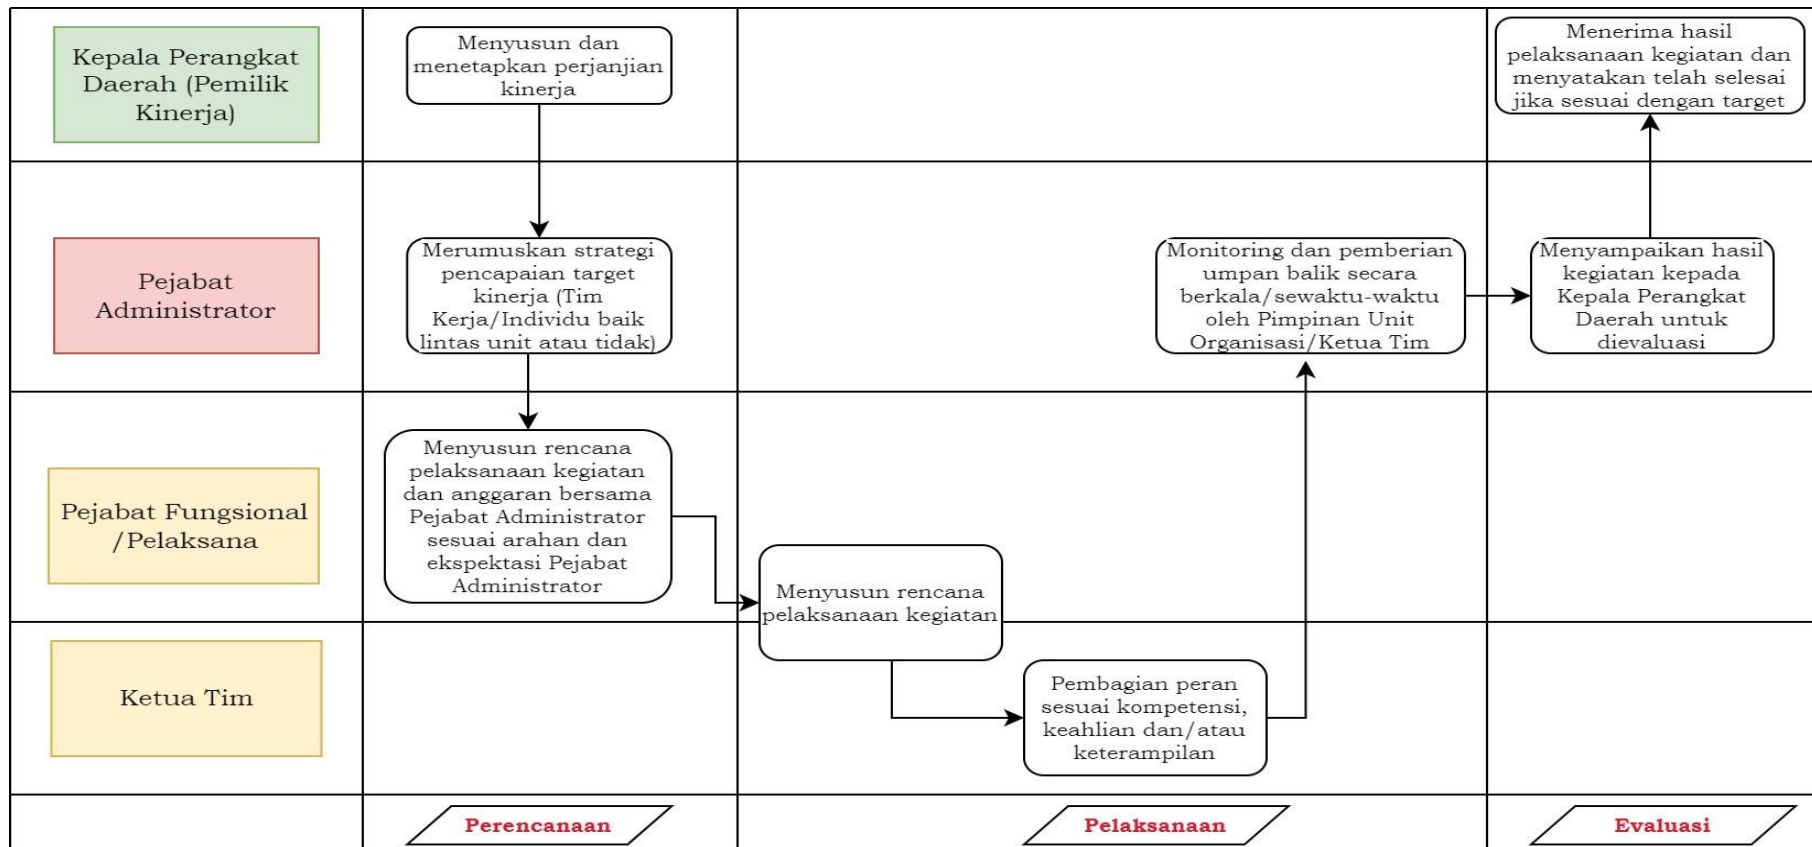 Kepala Perangkat
Daerah (Pemilik
Kinerja)
Menyusun dan
menetapkan perjanjian
kinerja
Menerima hasil
pelaksanaan kegiatan dan
menyatakan telah selesai
jika sesuai dengan target
Pejabat
Administrator
Merumuskan strategi
pencapaian target
kinerja (Tim
Kerja/Individu baik
lintas unit atau tidak)
Monitoring dan pemberian
umpan balik secara
berkala/sewaktu-waktu
oleh Pimpinan Unit
Organisasi/Ketua Tim
Menyampaikan hasil
kegiatan kepada
Kepala Perangkat
Daerah untuk
dievaluasi
Pejabat Fungsional
/Pelaksana
Menyusun rencana
pelaksanaan kegiatan
dan anggaran bersama
Pejabat Administrator
sesuai arahan dan
ekspektasi Pejabat
Administrator
Menyusun rencana
pelaksanaan kegiatan
Ketua Tim
Pembagian peran
sesuai kompetensi,
keahlian dan/atau
keterampilan
Perencanaan
Pelaksanaan
Evaluasi